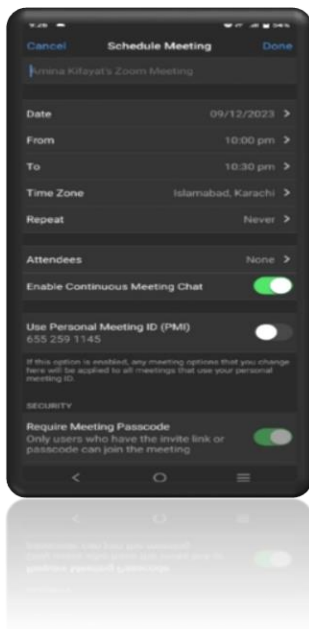 9:28
54%
Cancel Schedule Meeting Done
Amina Kifayat's Zoom Meeting
Date 09/12/2023 >
From 10:00 pm >
To 10:30 pm >
Time Zone Islamabad, Karachi >
Repeat Never >
Attendees None >
Enable Continuous Meeting Chat
Use Personal Meeting ID (PMI)
655 259 1145
If this option is enabled, any meeting options that you change
here will be applied to all meetings that use your personal
meeting ID.
SECURITY
Require Meeting Passcode
Only users who have the invite link or
passcode can join the meeting